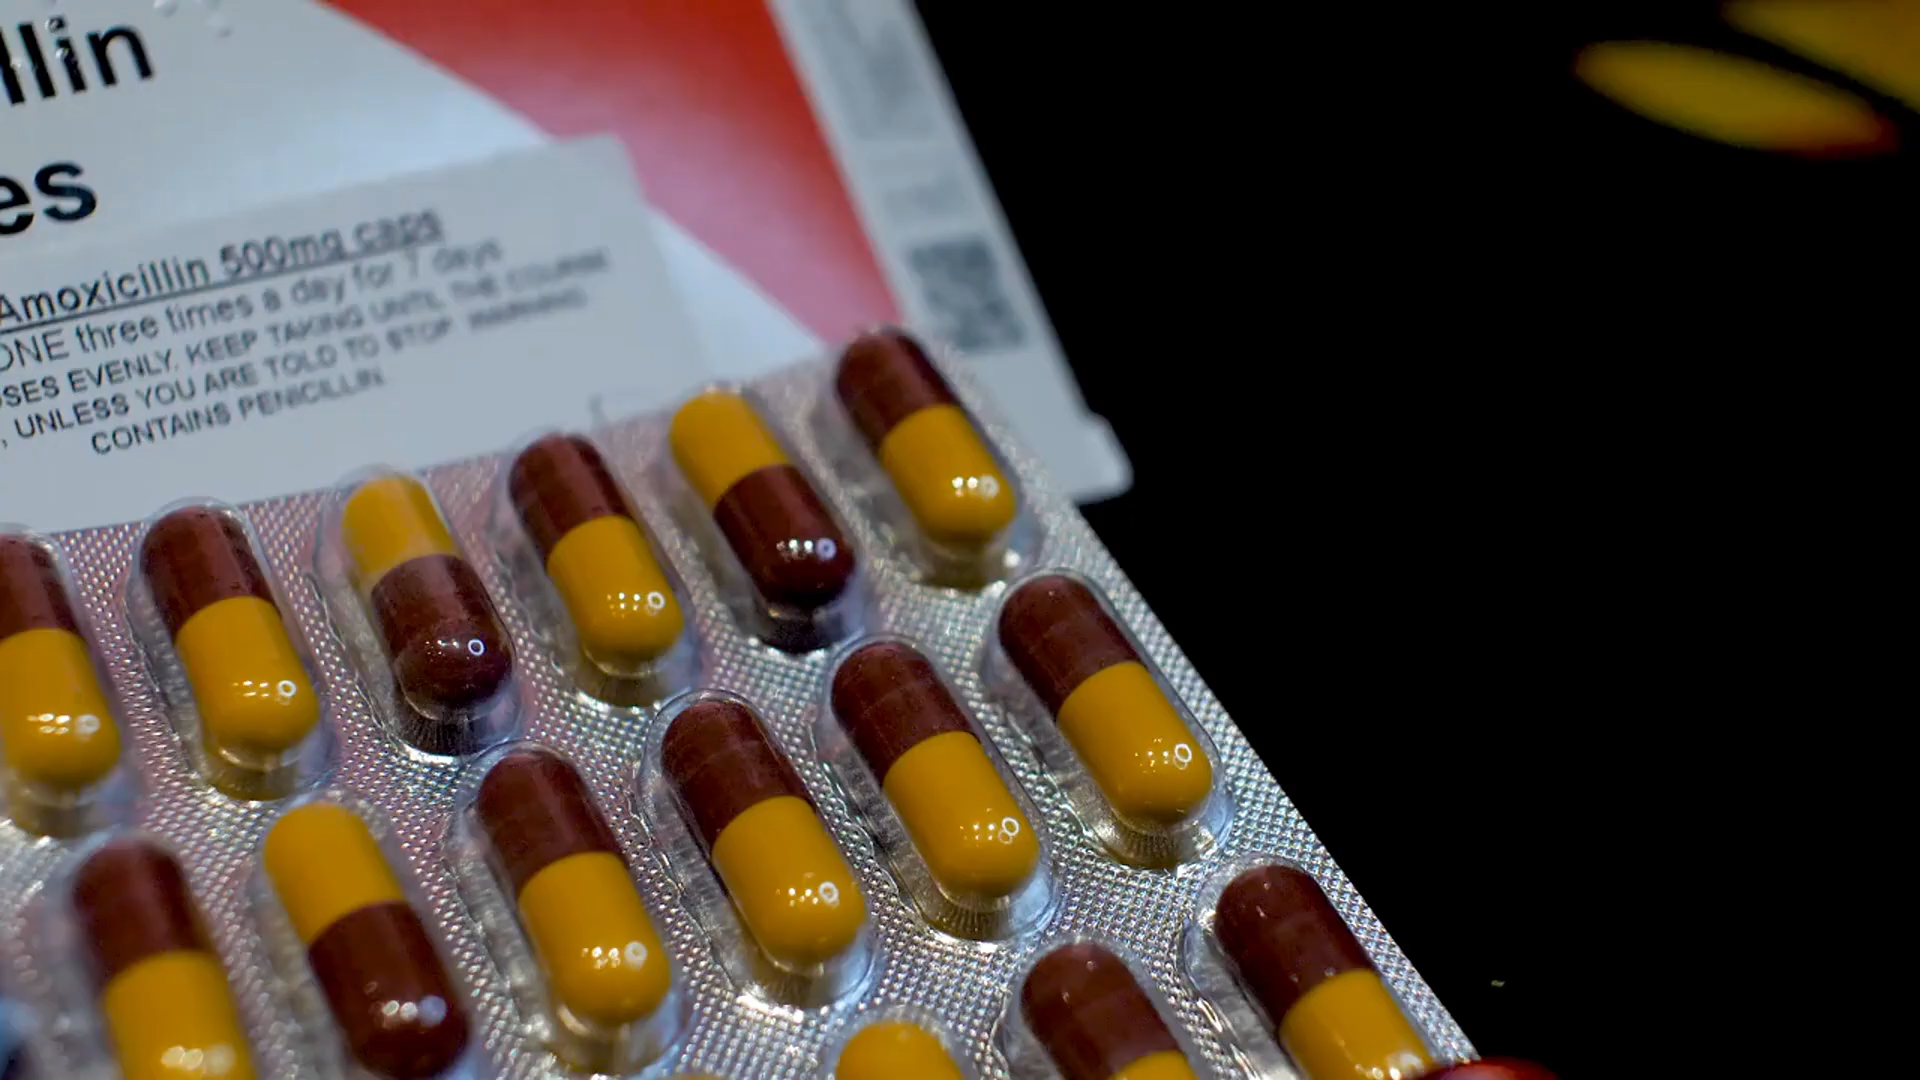 llin
es
Amoxicillin 500mg caps
ONE three times a day for 7 days
SES EVENLY. KEEP TAKING UNTIL THE COURSE
, UNLESS YOU ARE TOLD TO STOP. WARNING
CONTAINS PENICILLIN.